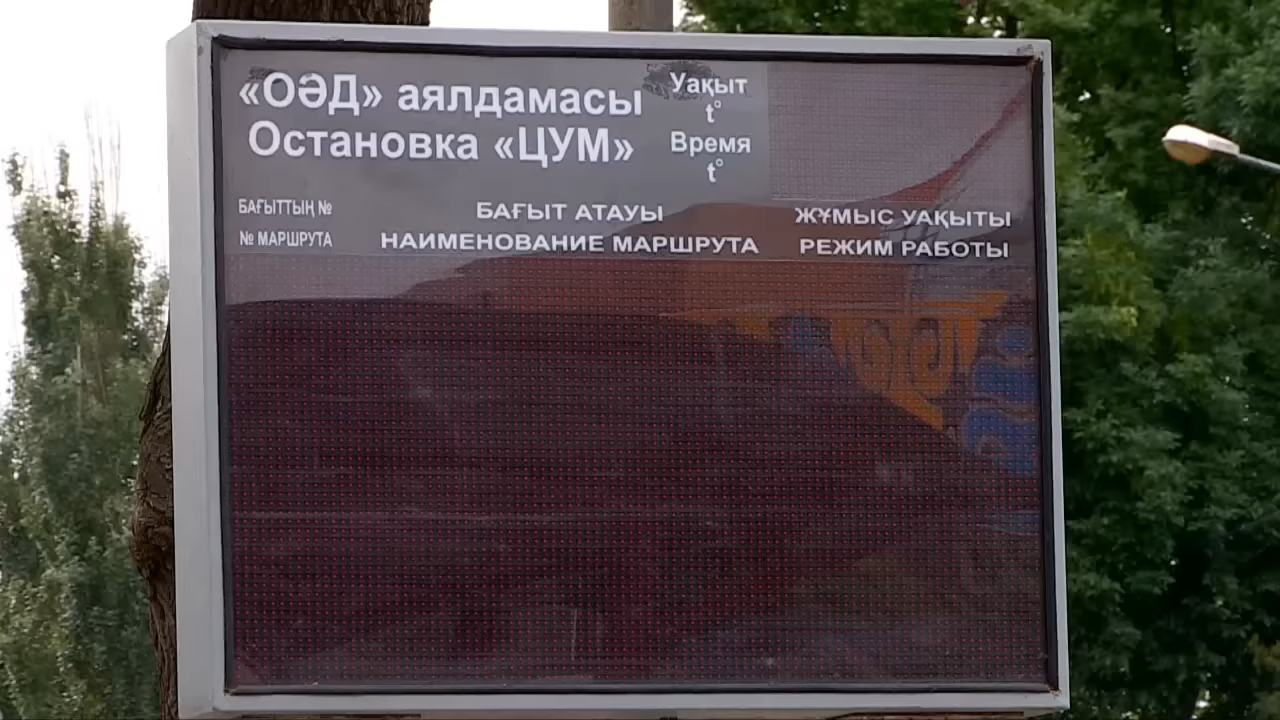 «ОӘД» аялдамасы
Остановка «ЦУМ»
Уақыт
t°
Время
t°
БАҒЫТТЫҢ №
№ МАРШРУТА
БАҒЫТ АТАУЫ
НАИМЕНОВАНИЕ МАРШРУТА
ЖҰМЫС УАҚЫТЫ
РЕЖИМ РАБОТЫ